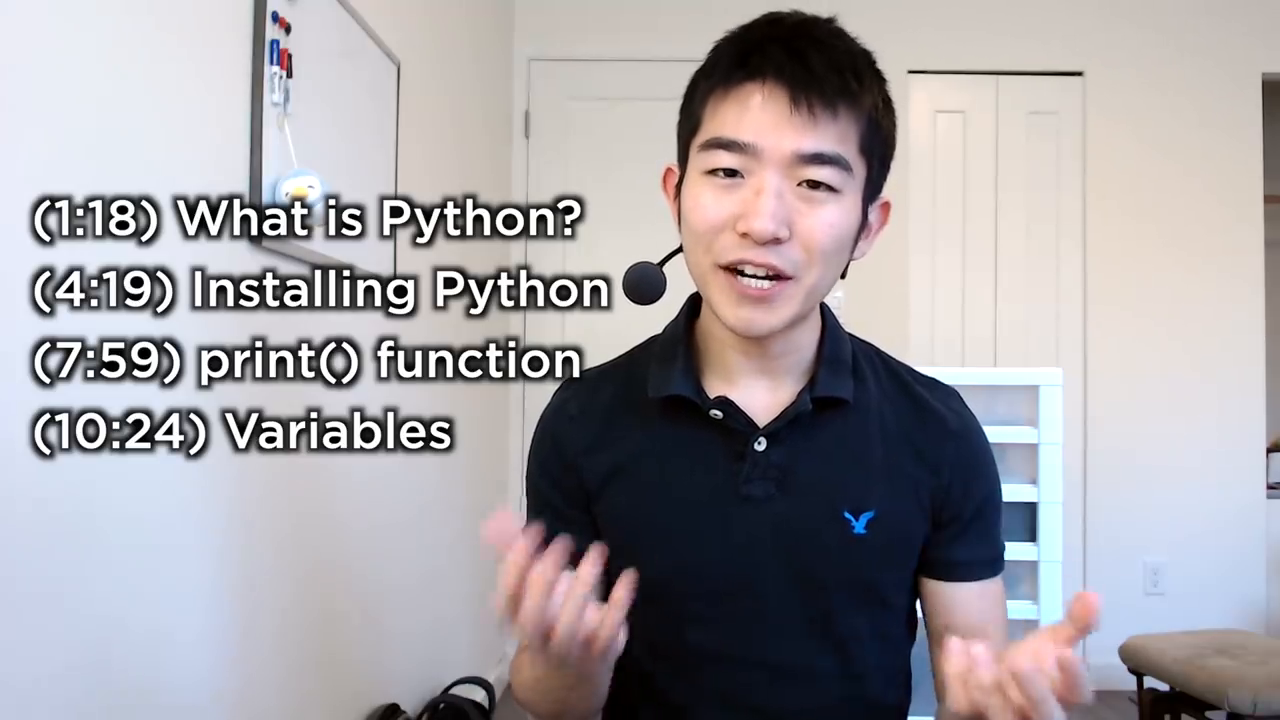 (1:18) What is Python?
(4:19) Installing Python
(7:59) print() function
(10:24) Variables